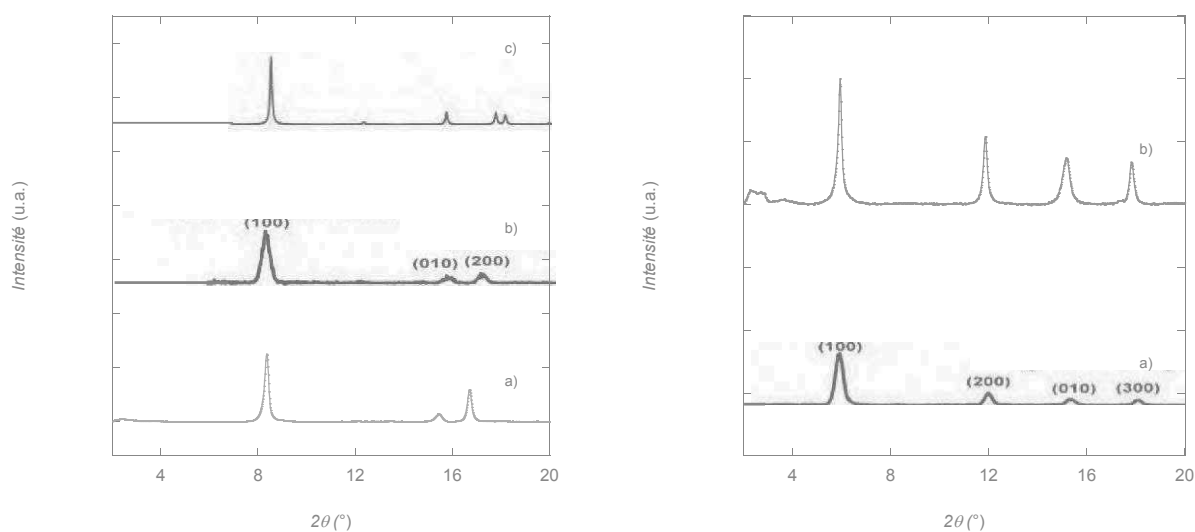 c)
b)
(100)
(010) (200)
a)
Intensité (u.a.)
4 8 12 16 20
2θ (°)
b)
a)
(100)
(200) (010) (300)
Intensité (u.a.)
4 8 12 16 20
2θ (°)